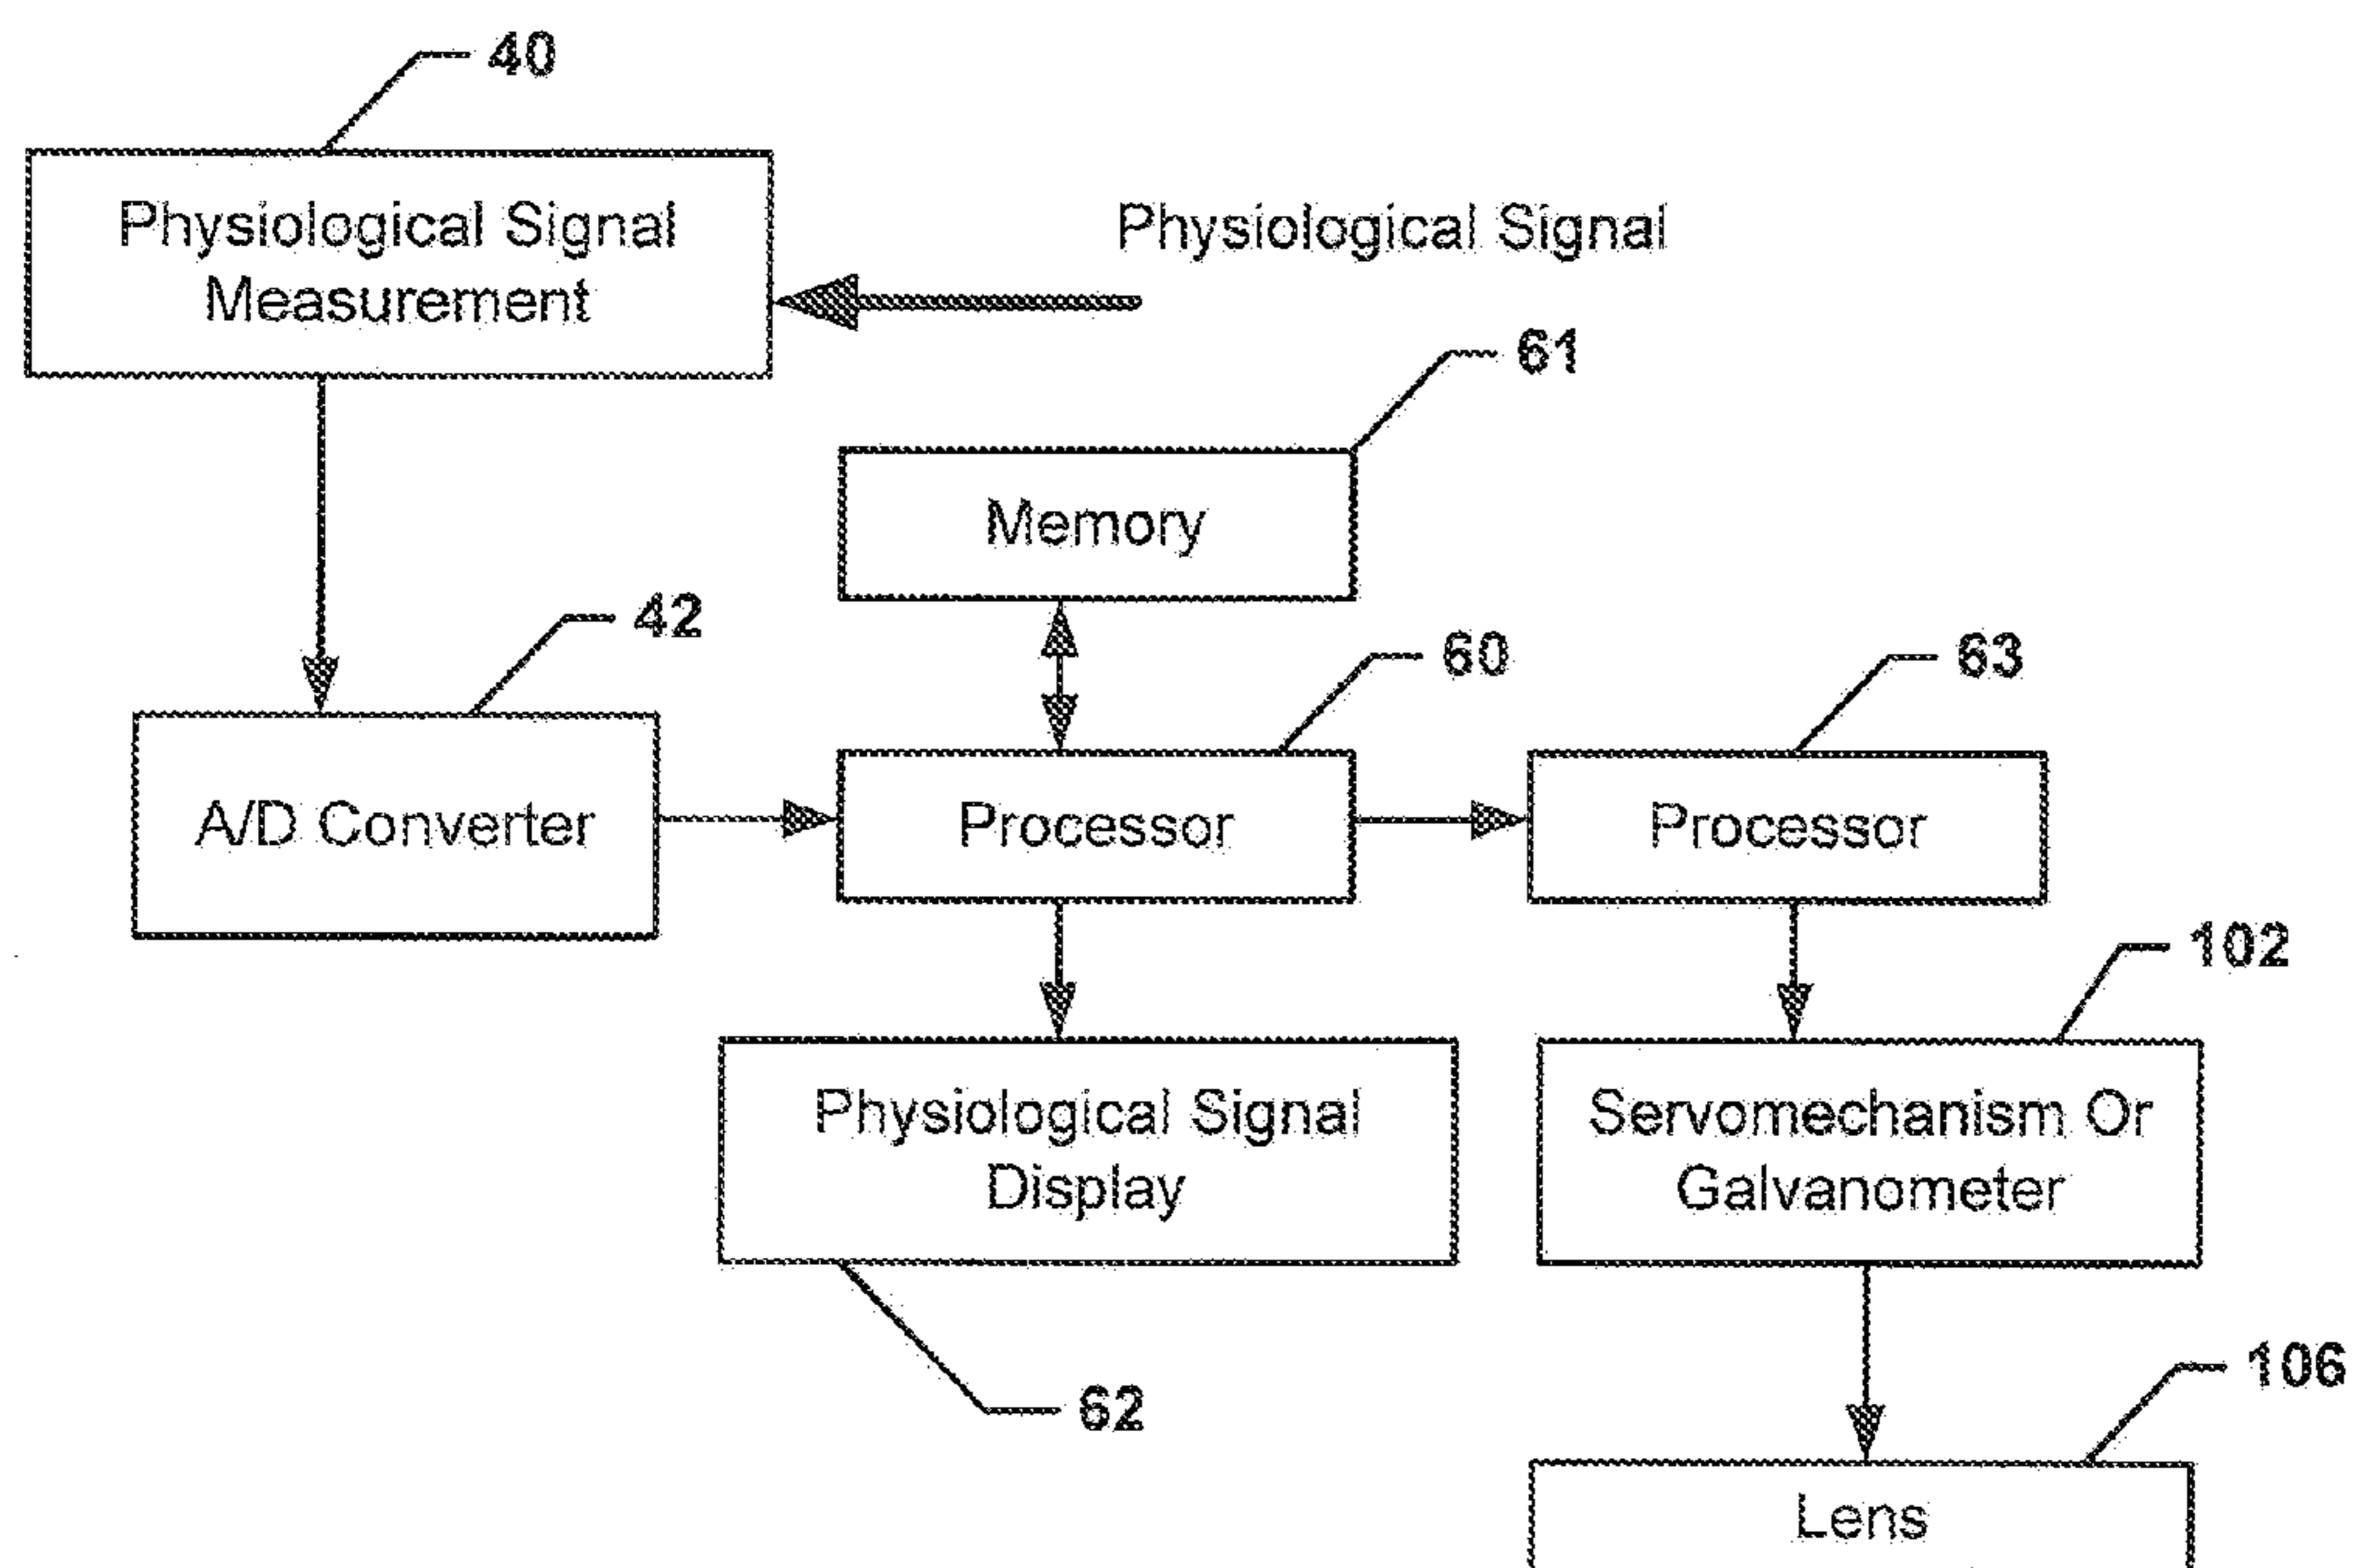 40
Physiological Signal
Measurement
Physiological Signal
61
Memory
42
60
63
A/D Converter
Processor
Processor
102
Physiological Signal
Display
Servomechanism Or
Galvanometer
62
106
Lens